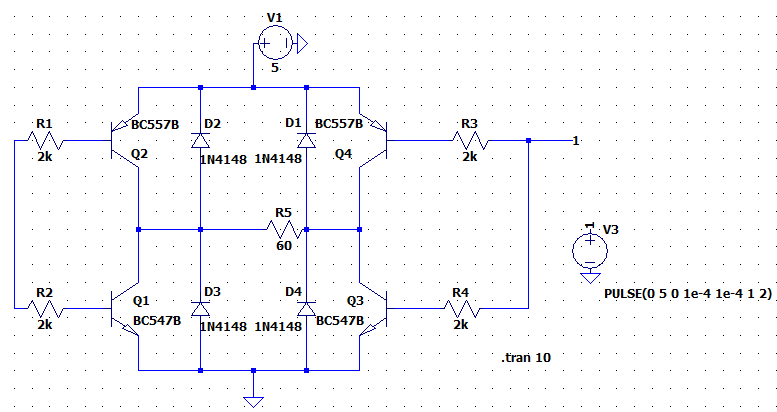 V1
5
R1
2k
BC557B
Q2
D2
1N4148
D1
1N4148
BC557B
Q4
R3
2k
1
R5
60
R2
2k
Q1
BC547B
D3
1N4148
D4
1N4148
Q3
BC547B
R4
2k
1
V3
PULSE(0 5 0 1e-4 1e-4 1 2)
.tran 10